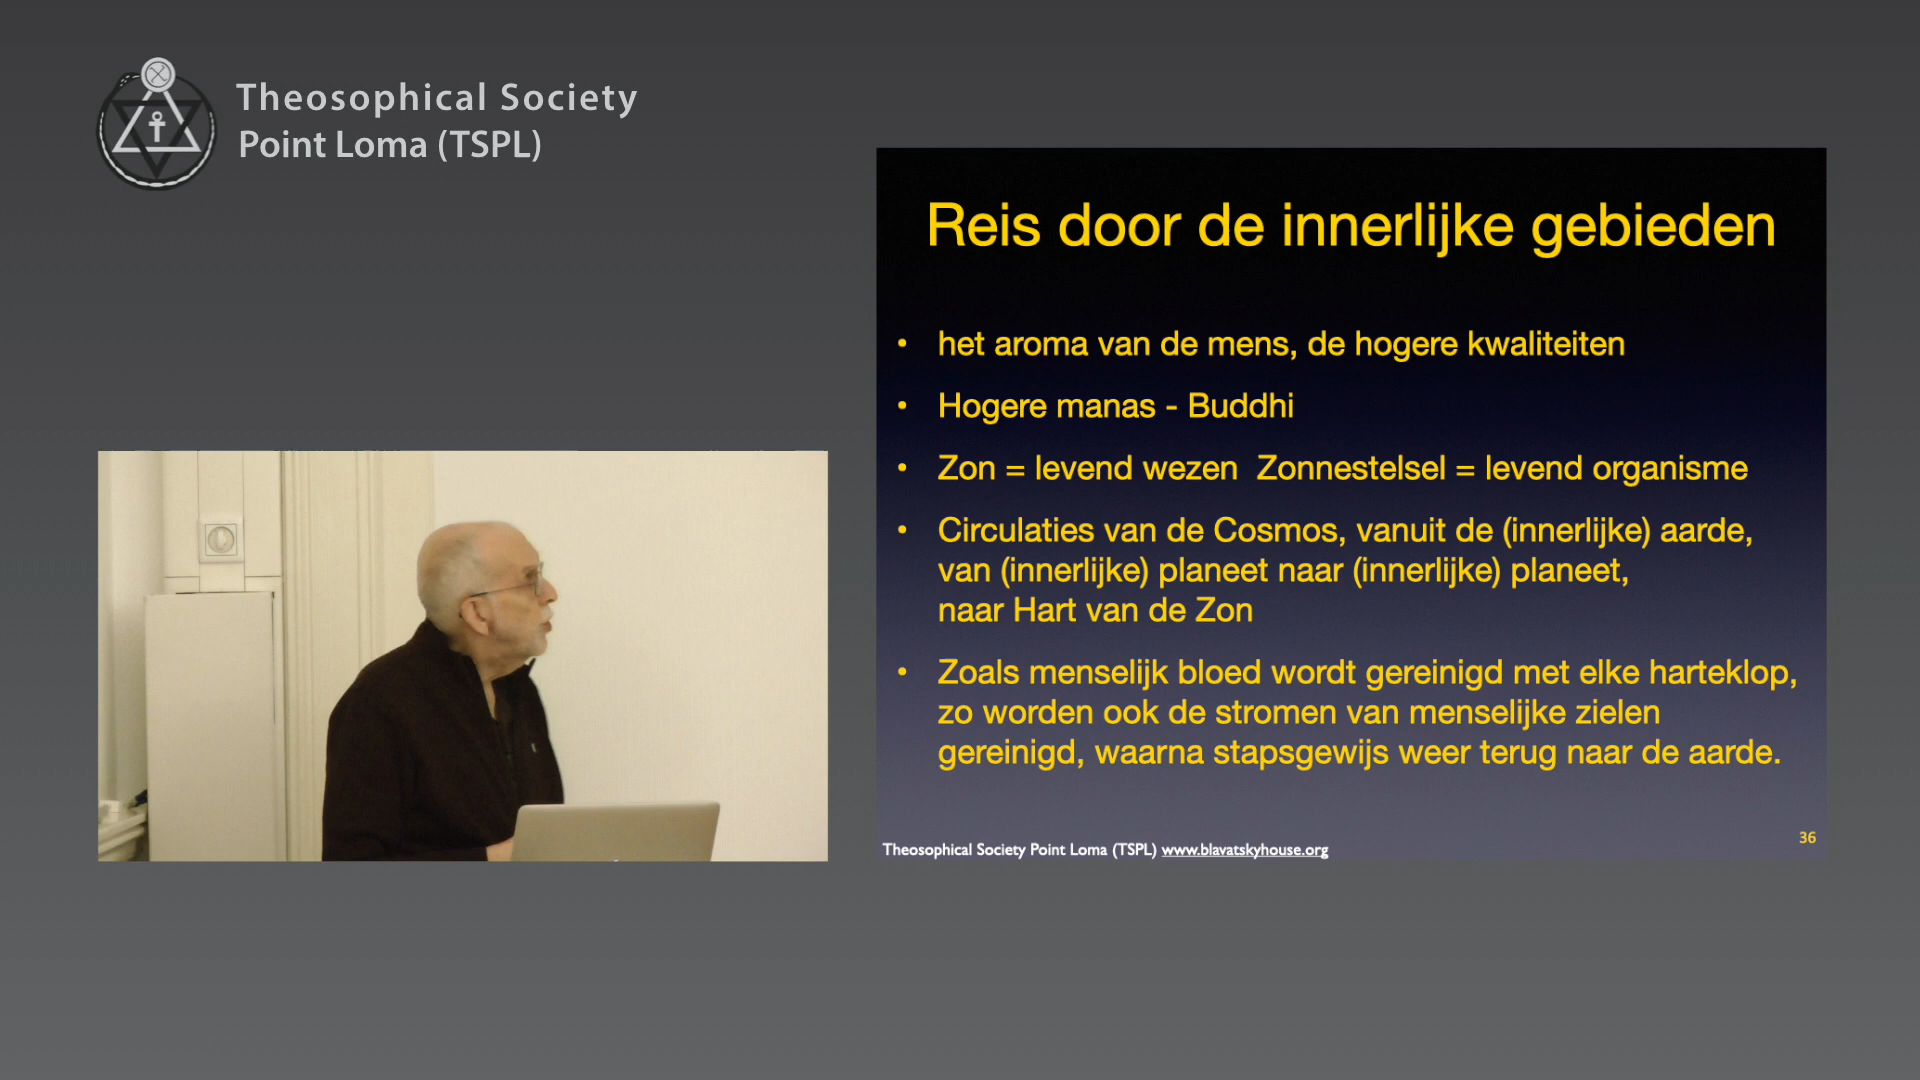 Theosophical Society
Point Loma (TSPL)
Reis door de innerlijke gebieden
• het aroma van de mens, de hogere kwaliteiten
• Hogere manas - Buddhi
• Zon = levend wezen  Zonnestelsel = levend organisme
• Circulaties van de Cosmos, vanuit de (innerlijke) aarde,
van (innerlijke) planeet naar (innerlijke) planeet,
naar Hart van de Zon
• Zoals menselijk bloed wordt gereinigd met elke harteklop,
zo worden ook de stromen van menselijke zielen
gereinigd, waarna stapsgewijs weer terug naar de aarde.
Theosophical Society Point Loma (TSPL) www.blavatskyhouse.org
36